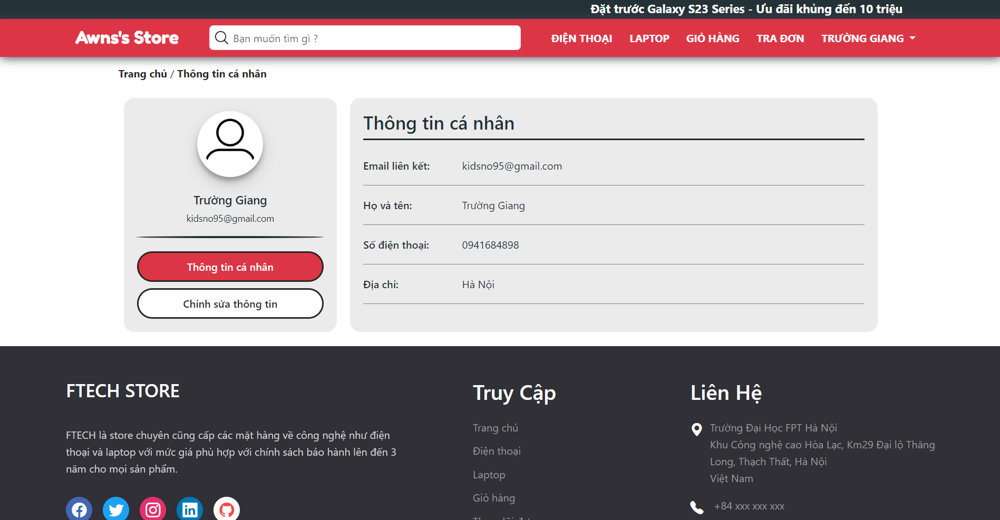 Đặt trước Galaxy S23 Series - Ưu đãi khủng đến 10 triệu
Awns's Store
Bạn muốn tìm gì ?
ĐIỆN THOẠI
LAPTOP
GIỎ HÀNG
TRA ĐƠN
TRƯỜNG GIANG
Trang chủ / Thông tin cá nhân
Trường Giang
kidsno95@gmail.com
Thông tin cá nhân
Chỉnh sửa thông tin
Thông tin cá nhân
Email liên kết: kidsno95@gmail.com
Họ và tên: Trường Giang
Số điện thoại: 0941684898
Địa chỉ: Hà Nội
FTECH STORE
FTECH là store chuyên cũng cấp các mặt hàng về công nghệ như điện
thoại và laptop với mức giá phù hợp với chính sách bảo hành lên đến 3
năm cho mọi sản phẩm.
Truy Cập
Trang chủ
Điện thoại
Laptop
Giỏ hàng
Liên Hệ
Trường Đại Học FPT Hà Nội
Khu Công nghệ cao Hòa Lạc, Km29 Đại lộ Thăng
Long, Thạch Thất, Hà Nội
Việt Nam
+84 xxx xxx xxx